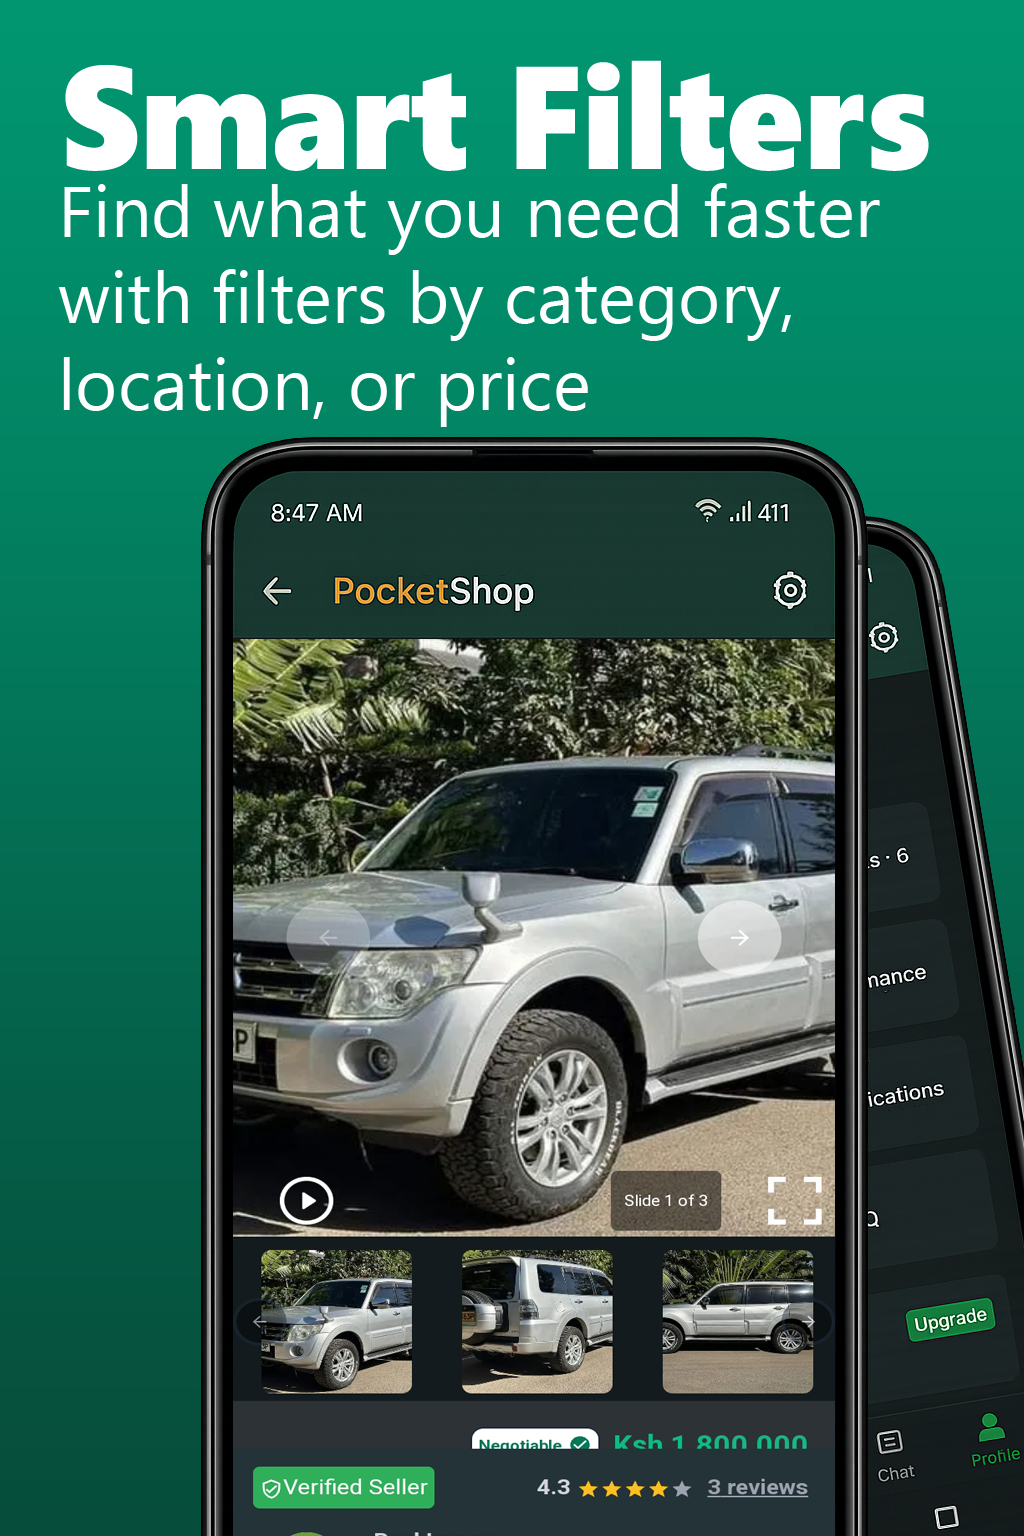 Smart Filters
Find what you need faster
with filters by category,
location, or price
8:47 AM
411
PocketShop
Slide 1 of 3
Negotiable
Ksh 1,800,000
Verified Seller
4.3
3 reviews
· 6
Upgrade
Chat
Profile